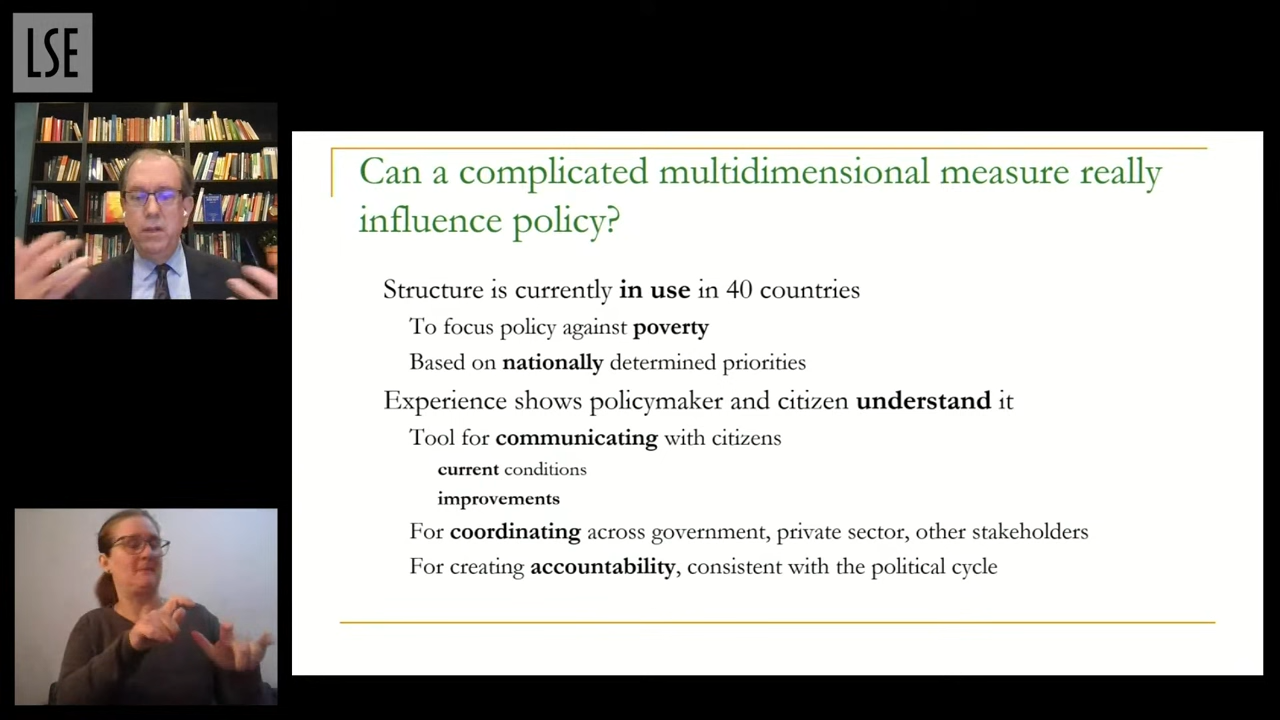 LSE
Can a complicated multidimensional measure really
influence policy?
Structure is currently in use in 40 countries
To focus policy against poverty
Based on nationally determined priorities
Experience shows policymaker and citizen understand it
Tool for communicating with citizens
current conditions
improvements
For coordinating across government, private sector, other stakeholders
For creating accountability, consistent with the political cycle